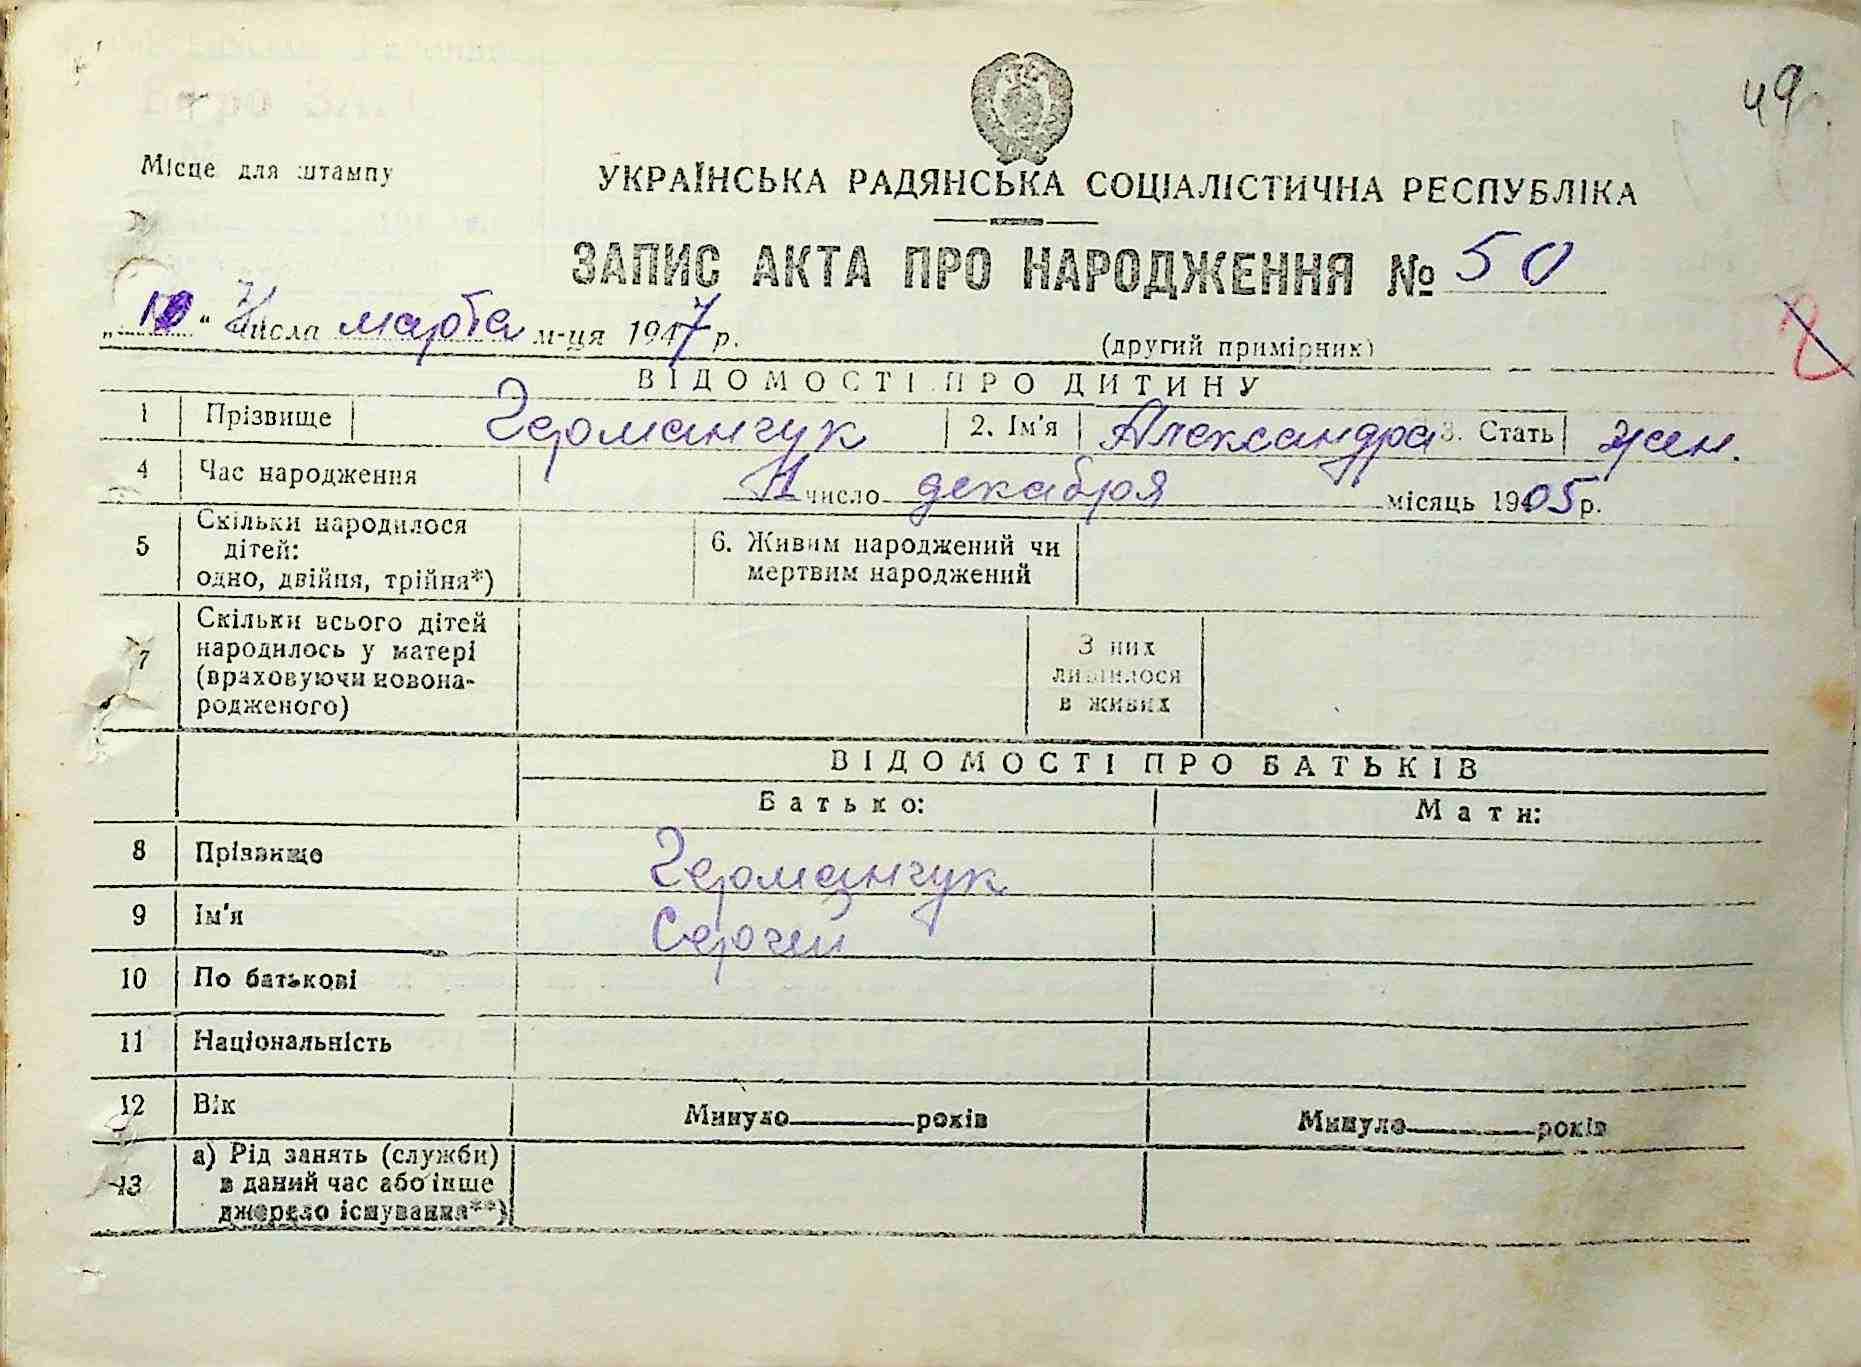 49.
Місце для штампу
УКРАЇНСЬКА РАДЯНСЬКА СОЦІАЛІСТИЧНА РЕСПУБЛІКА
ЗАПИС АКТА ПРО НАРОДЖЕННЯ № 50
„10“ числа марта м-ця 1947 р.
(другий примірник)
ВІДОМОСТІ ПРО ДИТИНУ
1 Прізвище Германчук 2. Ім'я Александра 3. Стать жен.
4 Час народження число декабря місяць 1905 р.
5 Скільки народилося дітей: одно, двійня, трійня*) 6. Живим народжений чи мертвим народжений
7 Скільки всього дітей народилось у матері (враховуючи новонародженого) З них лишилося в живих
ВІДОМОСТІ ПРО БАТЬКІВ
Батько: Мати:
8 Прізвище Германчук
9 Ім'я Сергей
10 По батькові
11 Національність
12 Вік Минуло років Минуло років
13 а) Рід занять (служби) в даний час або інше джерело існування**)